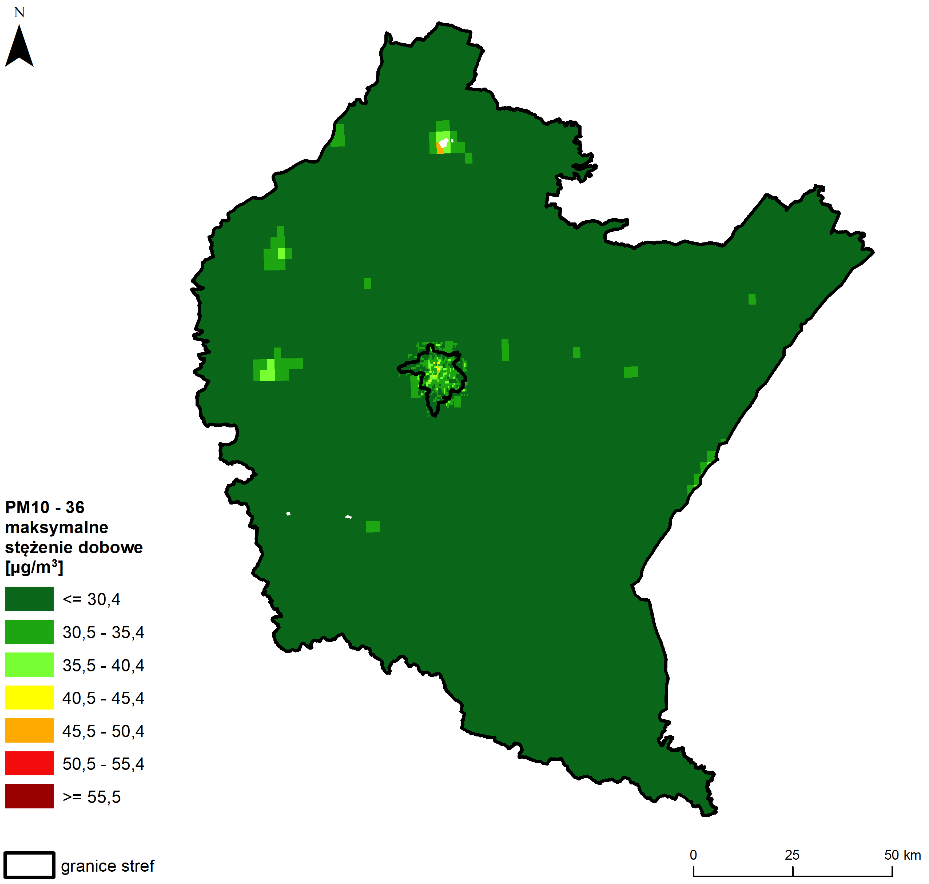 N
PM10 - 36
maksymalne
stężenie dobowe
[µg/m³]
<= 30,4
30,5 - 35,4
35,5 - 40,4
40,5 - 45,4
45,5 - 50,4
50,5 - 55,4
>= 55,5
granice stref
0 25 50 km